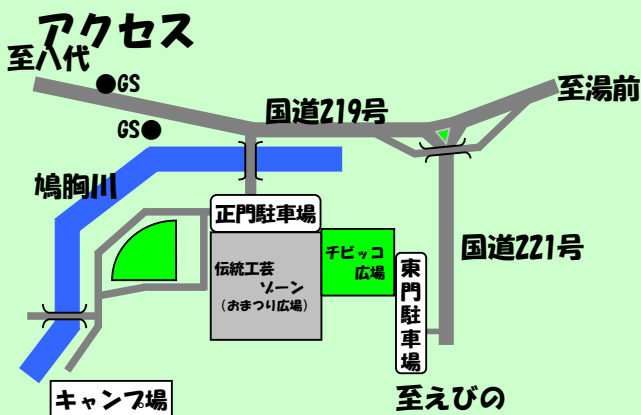 アクセス
至八代
GS
GS
国道219号
至湯前
鳩胸川
正門駐車場
伝統工芸
ゾーン
(おまつり広場)
チビッコ
広場
東門駐車場
国道221号
至えびの
キャンプ場